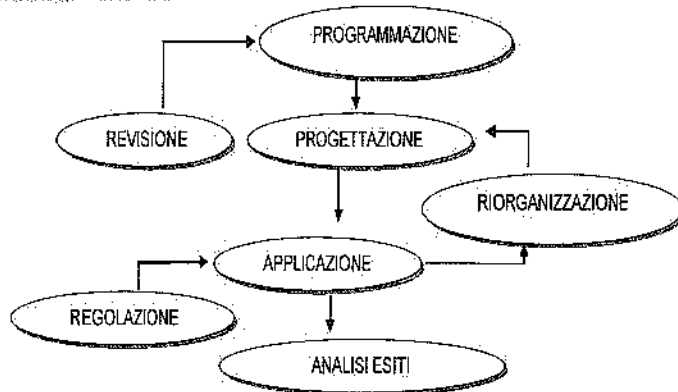 PROGRAMMAZIONE
REVISIONE
PROGETTAZIONE
RIORGANIZZAZIONE
APPLICAZIONE
REGOLAZIONE
ANALISI ESITI